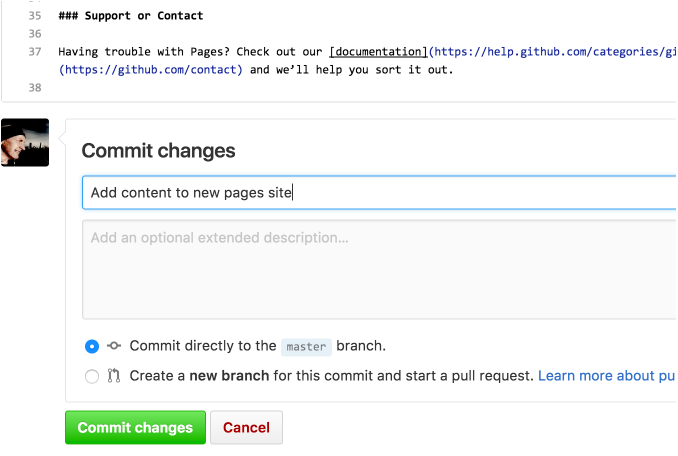 35 ### Support or Contact
36
37 Having trouble with Pages? Check out our [documentation](https://help.github.com/categories/gi
(https://github.com/contact) and we’ll help you sort it out.
38
Commit changes
Add content to new pages site
Add an optional extended description...
Commit directly to the master branch.
Create a new branch for this commit and start a pull request. Learn more about pu
Commit changes Cancel